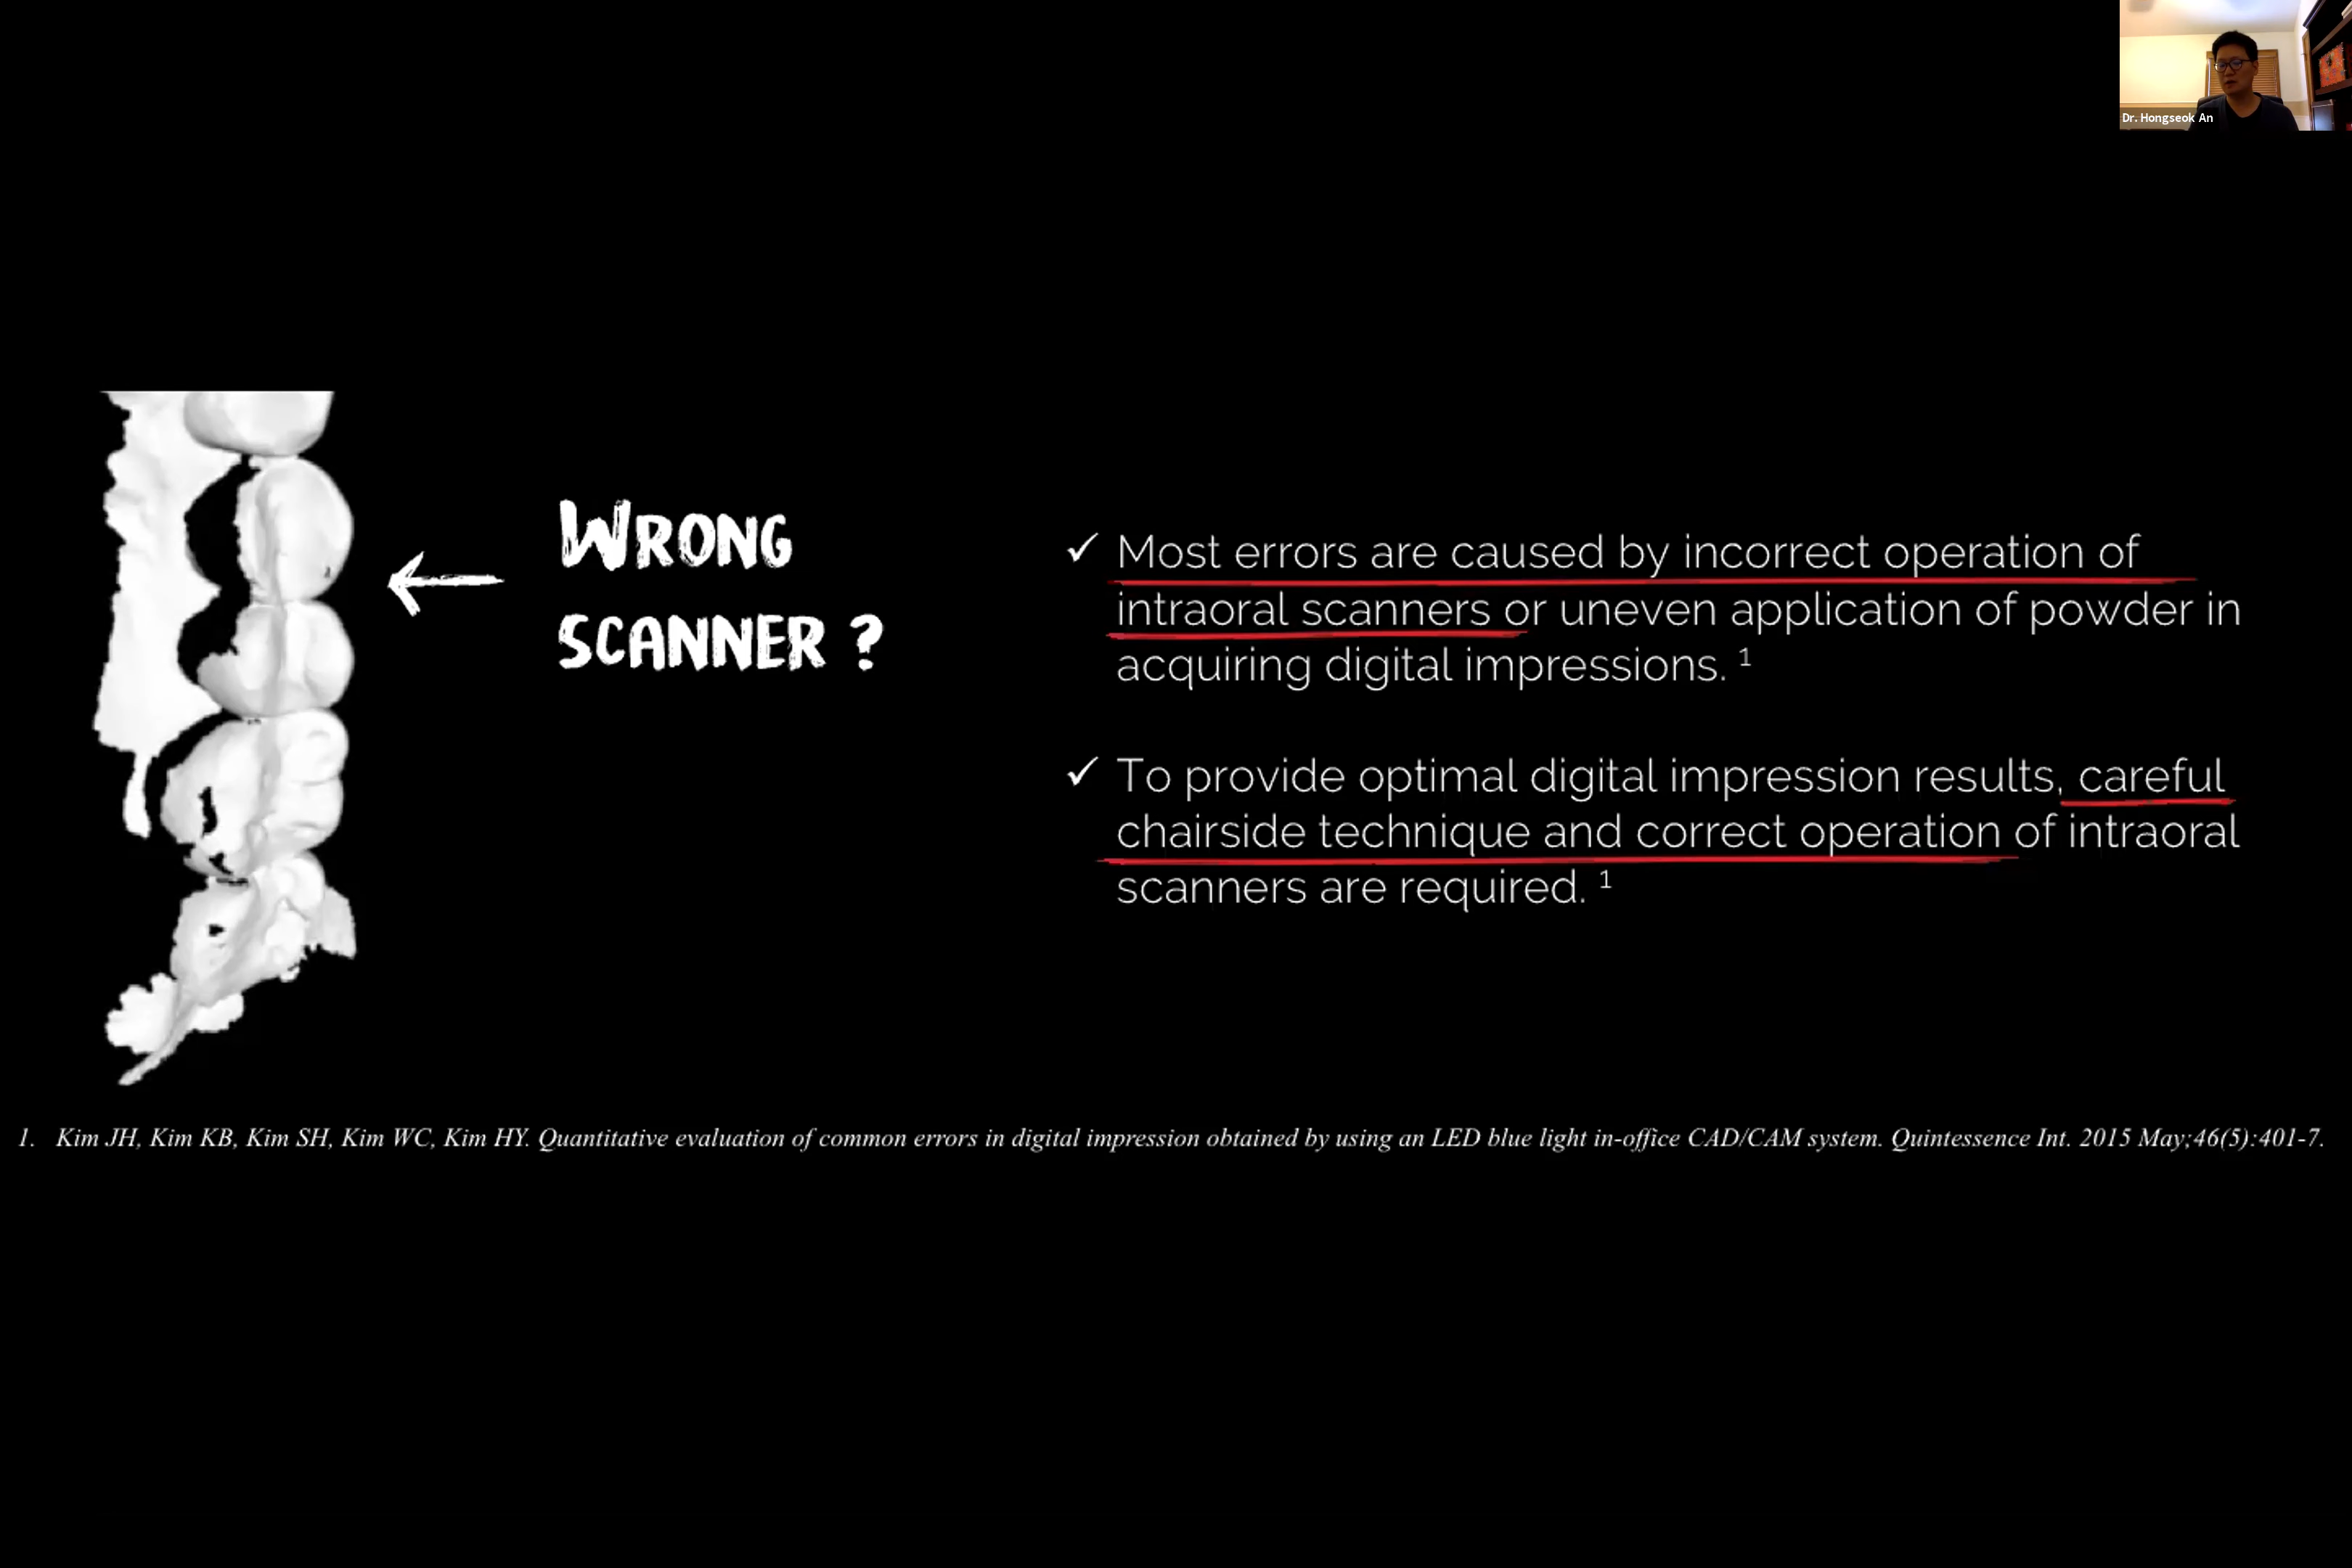 Dr. Hongseok An
WRONG
SCANNER ?
✓ Most errors are caused by incorrect operation of
intraoral scanners or uneven application of powder in
acquiring digital impressions. 1
✓ To provide optimal digital impression results, careful
chairside technique and correct operation of intraoral
scanners are required. 1
1. Kim JH, Kim KB, Kim SH, Kim WC, Kim HY. Quantitative evaluation of common errors in digital impression obtained by using an LED blue light in-office CAD/CAM system. Quintessence Int. 2015 May;46(5):401-7.